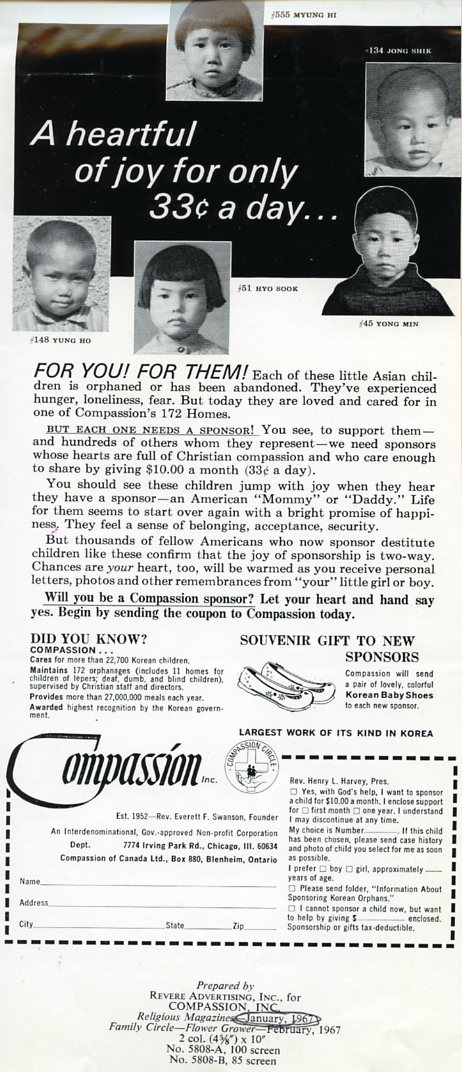 #555 MYUNG HI
#134 JONG SHIK
A heartful
of joy for only
33¢ a day...
#51 HYO SOOK
#148 YUNG HO
#45 YONG MIN
FOR YOU! FOR THEM! Each of these little Asian chil-
dren is orphaned or has been abandoned. They've experienced
hunger, loneliness, fear. But today they are loved and cared for in
one of Compassion's 172 Homes.
BUT EACH ONE NEEDS A SPONSOR! You see, to support them—
and hundreds of others whom they represent—we need sponsors
whose hearts are full of Christian compassion and who care enough
to share by giving $10.00 a month (33¢ a day).
You should see these children jump with joy when they hear
they have a sponsor—an American "Mommy" or "Daddy." Life
for them seems to start over again with a bright promise of happi-
ness. They feel a sense of belonging, acceptance, security.
But thousands of fellow Americans who now sponsor destitute
children like these confirm that the joy of sponsorship is two-way.
Chances are your heart, too, will be warmed as you receive personal
letters, photos and other remembrances from "your" little girl or boy.
Will you be a Compassion sponsor? Let your heart and hand say
yes. Begin by sending the coupon to Compassion today.
DID YOU KNOW?
COMPASSION . . .
Cares for more than 22,700 Korean children.
Maintains 172 orphanages (includes 11 homes for
children of lepers; deaf, dumb, and blind children),
supervised by Christian staff and directors.
Provides more than 27,000,000 meals each year.
Awarded highest recognition by the Korean govern-
ment.
SOUVENIR GIFT TO NEW
SPONSORS
Compassion will send
a pair of lovely, colorful
Korean Baby Shoes
to each new sponsor.
LARGEST WORK OF ITS KIND IN KOREA
Compassion Inc.
COMPASSION CIRCLE
Est. 1952—Rev. Everett F. Swanson, Founder
An Interdenominational, Gov.-approved Non-profit Corporation
Dept. 7774 Irving Park Rd., Chicago, Ill. 60634
Compassion of Canada Ltd., Box 880, Blenheim, Ontario
Name
Address
City State Zip
Rev. Henry L. Harvey, Pres.
☐ Yes, with God's help, I want to sponsor
a child for $10.00 a month. I enclose support
for ☐ first month ☐ one year. I understand
I may discontinue at any time.
My choice is Number______. If this child
has been chosen, please send case history
and photo of child you select for me as soon
as possible.
I prefer ☐ boy ☐ girl, approximately ____
years of age.
☐ Please send folder, "Information About
Sponsoring Korean Orphans."
☐ I cannot sponsor a child now, but want
to help by giving $______ enclosed.
Sponsorship or gifts tax-deductible.
Prepared by
REVERE ADVERTISING, INC., for
COMPASSION, INC.
Religious Magazines—January, 1967
Family Circle—Flower Grower—February, 1967
2 col. (4⅝") x 10"
No. 5808-A, 100 screen
No. 5808-B, 85 screen